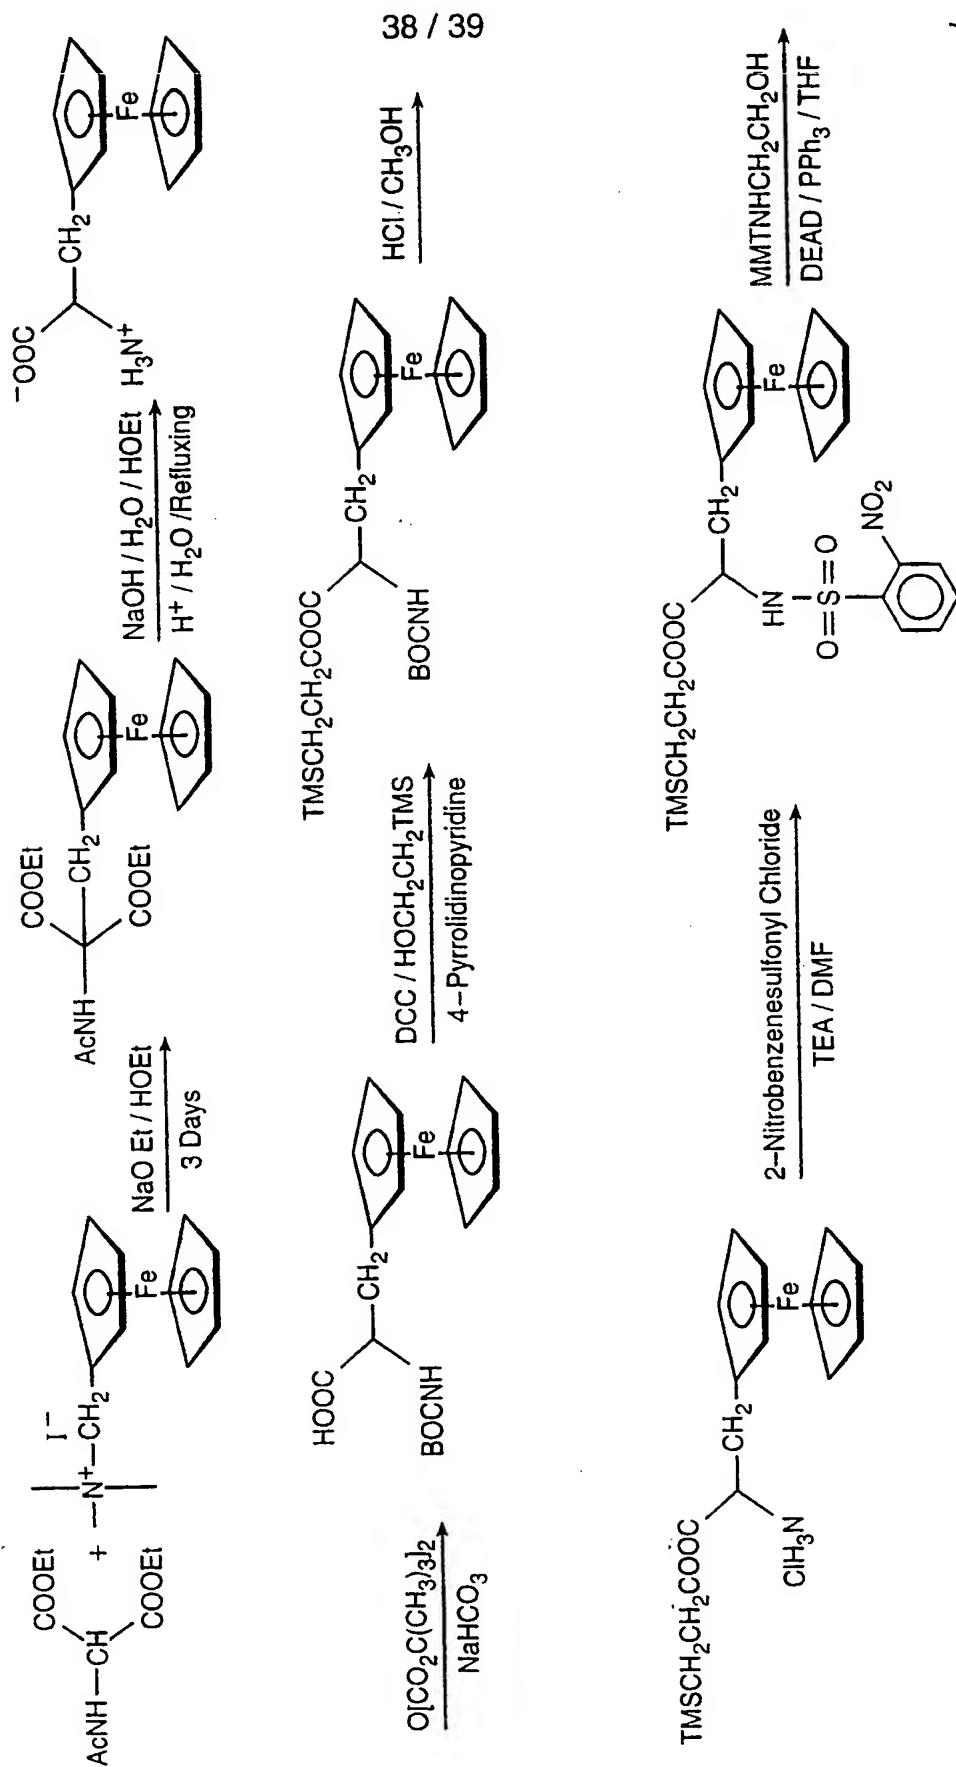 38 / 39
COOEt
AcNH—CH
COOEt
+
I⁻
N⁺—CH₂
Fe
NaO Et / HOEt
3 Days
COOEt
AcNH
CH₂
COOEt
Fe
NaOH / H₂O / HOEt
H⁺ / H₂O /Refluxing
⁻OOC
CH₂
H₃N⁺
Fe
O[CO₂C(CH₃)₃]₂
NaHCO₃
HOOC
CH₂
BOCNH
Fe
DCC / HOCH₂CH₂TMS
4–Pyrrolidinopyridine
TMSCH₂CH₂COOC
CH₂
BOCNH
Fe
HCl / CH₃OH
TMSCH₂CH₂COOC
CH₂
ClH₃N
Fe
2–Nitrobenzenesulfonyl Chloride
TEA / DMF
TMSCH₂CH₂COOC
CH₂
HN
O=S=O
NO₂
Fe
MMTNHCH₂CH₂OH
DEAD / PPh₃ / THF